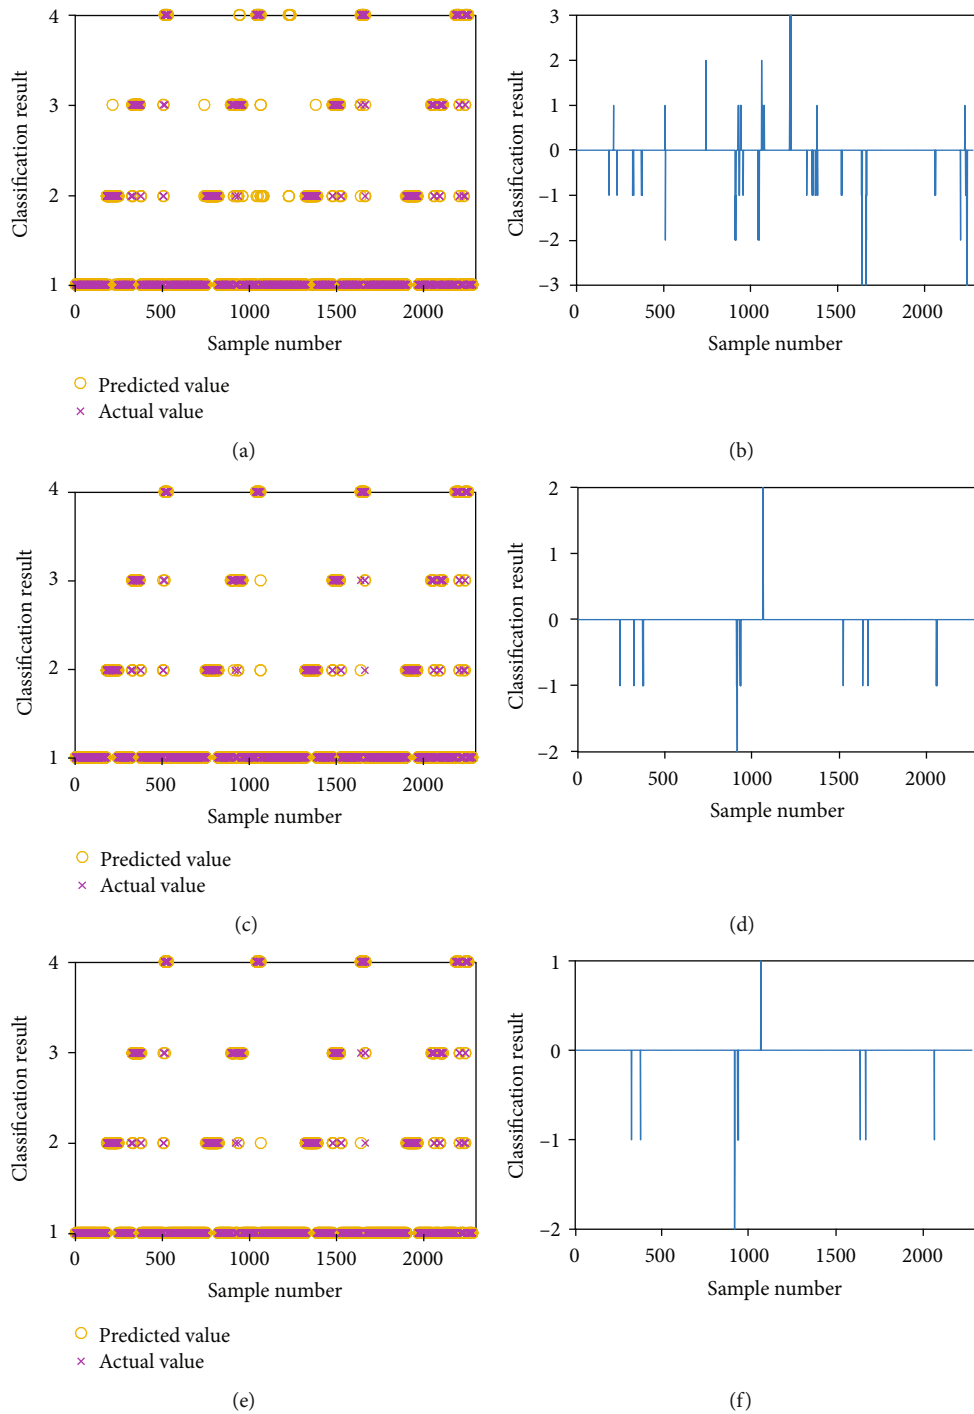 4
3
2
1
Classification result
0
500
1000
1500
2000
Sample number
Predicted value
Actual value
(a)
3
2
1
0
−1
−2
−3
Classification result
0
500
1000
1500
2000
Sample number
(b)
4
3
2
1
Classification result
0
500
1000
1500
2000
Sample number
Predicted value
Actual value
(c)
2
1
0
−1
−2
Classification result
0
500
1000
1500
2000
Sample number
(d)
4
3
2
1
Classification result
0
500
1000
1500
2000
Sample number
Predicted value
Actual value
(e)
1
0
−1
−2
Classification result
0
500
1000
1500
2000
Sample number
(f)